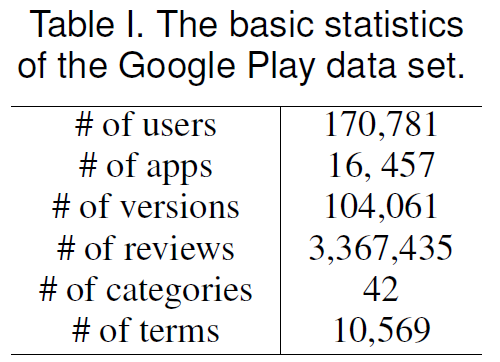 Table I. The basic statistics
of the Google Play data set.
# of users 170,781
# of apps 16, 457
# of versions 104,061
# of reviews 3,367,435
# of categories 42
# of terms 10,569